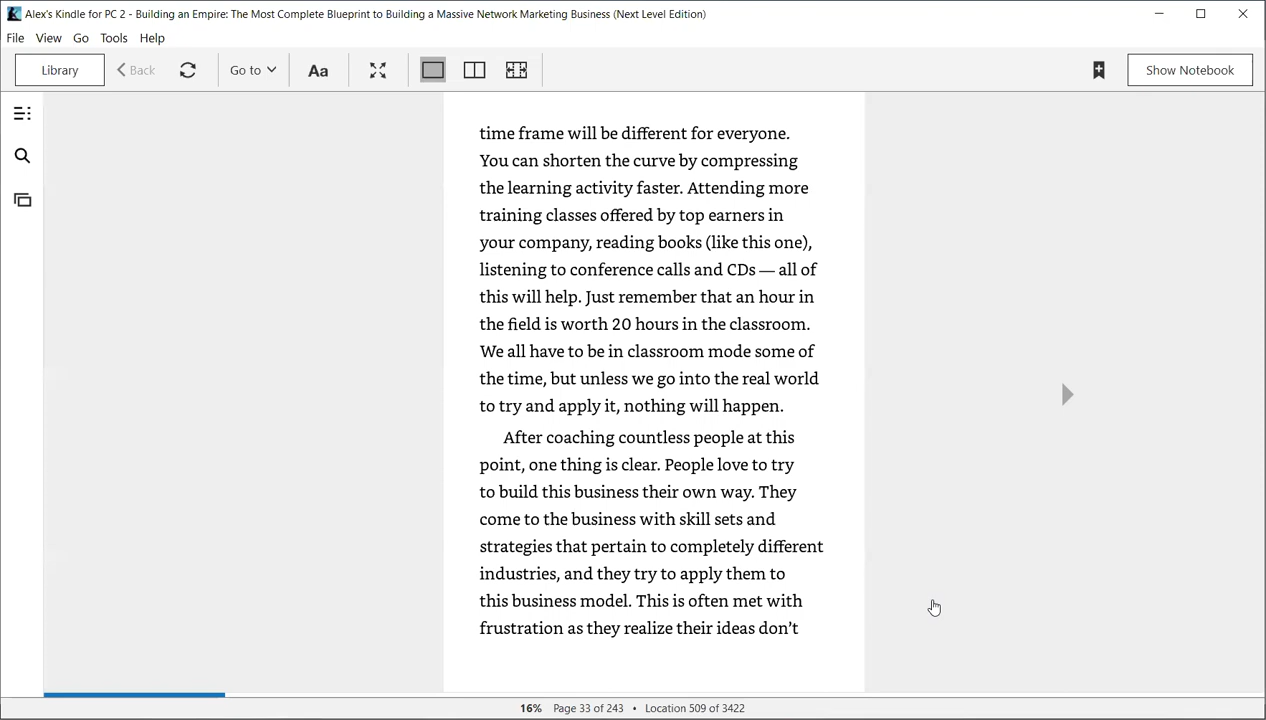 Alex's Kindle for PC 2 - Building an Empire: The Most Complete Blueprint to Building a Massive Network Marketing Business (Next Level Edition)
File View Go Tools Help
Library Back Go to Aa Show Notebook
time frame will be different for everyone.
You can shorten the curve by compressing
the learning activity faster. Attending more
training classes offered by top earners in
your company, reading books (like this one),
listening to conference calls and CDs — all of
this will help. Just remember that an hour in
the field is worth 20 hours in the classroom.
We all have to be in classroom mode some of
the time, but unless we go into the real world
to try and apply it, nothing will happen.
After coaching countless people at this
point, one thing is clear. People love to try
to build this business their own way. They
come to the business with skill sets and
strategies that pertain to completely different
industries, and they try to apply them to
this business model. This is often met with
frustration as they realize their ideas don’t
16% Page 33 of 243 • Location 509 of 3422